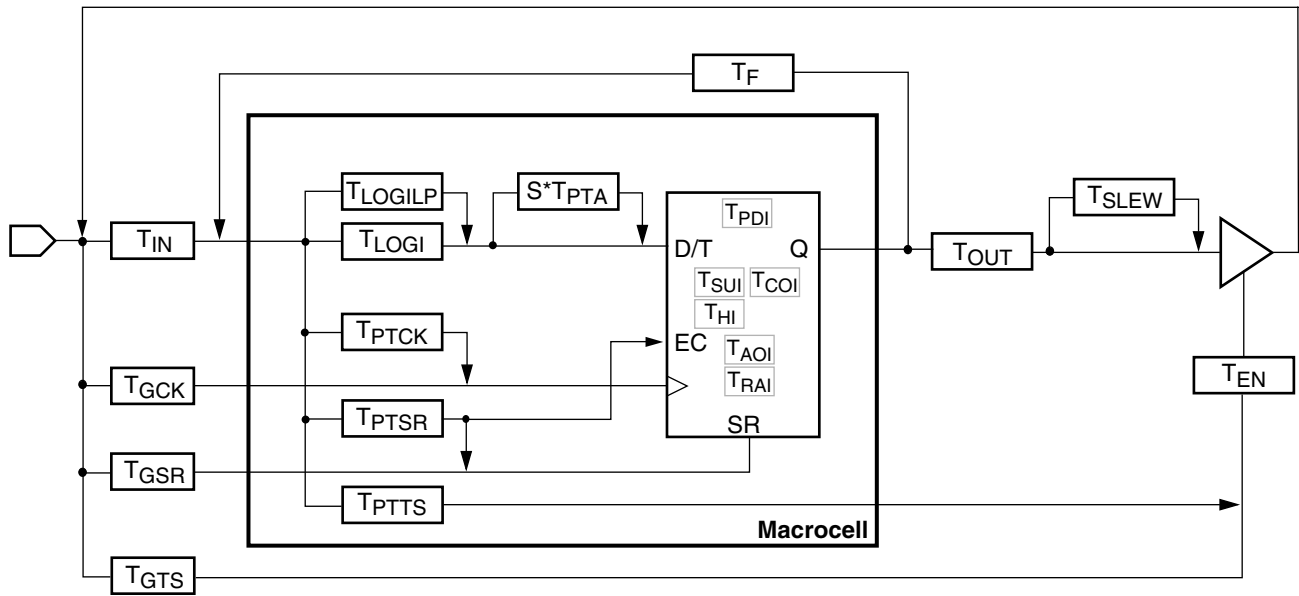 TF
TLOGILP
S*TPTA
TSLEW
TPDI
TIN
TLOGI
D/T
Q
TOUT
TSUI
TCOI
THI
TPTCK
EC
TAOI
TGCK
TRAI
TEN
TPTSR
SR
TGSR
TPTTS
Macrocell
TGTS